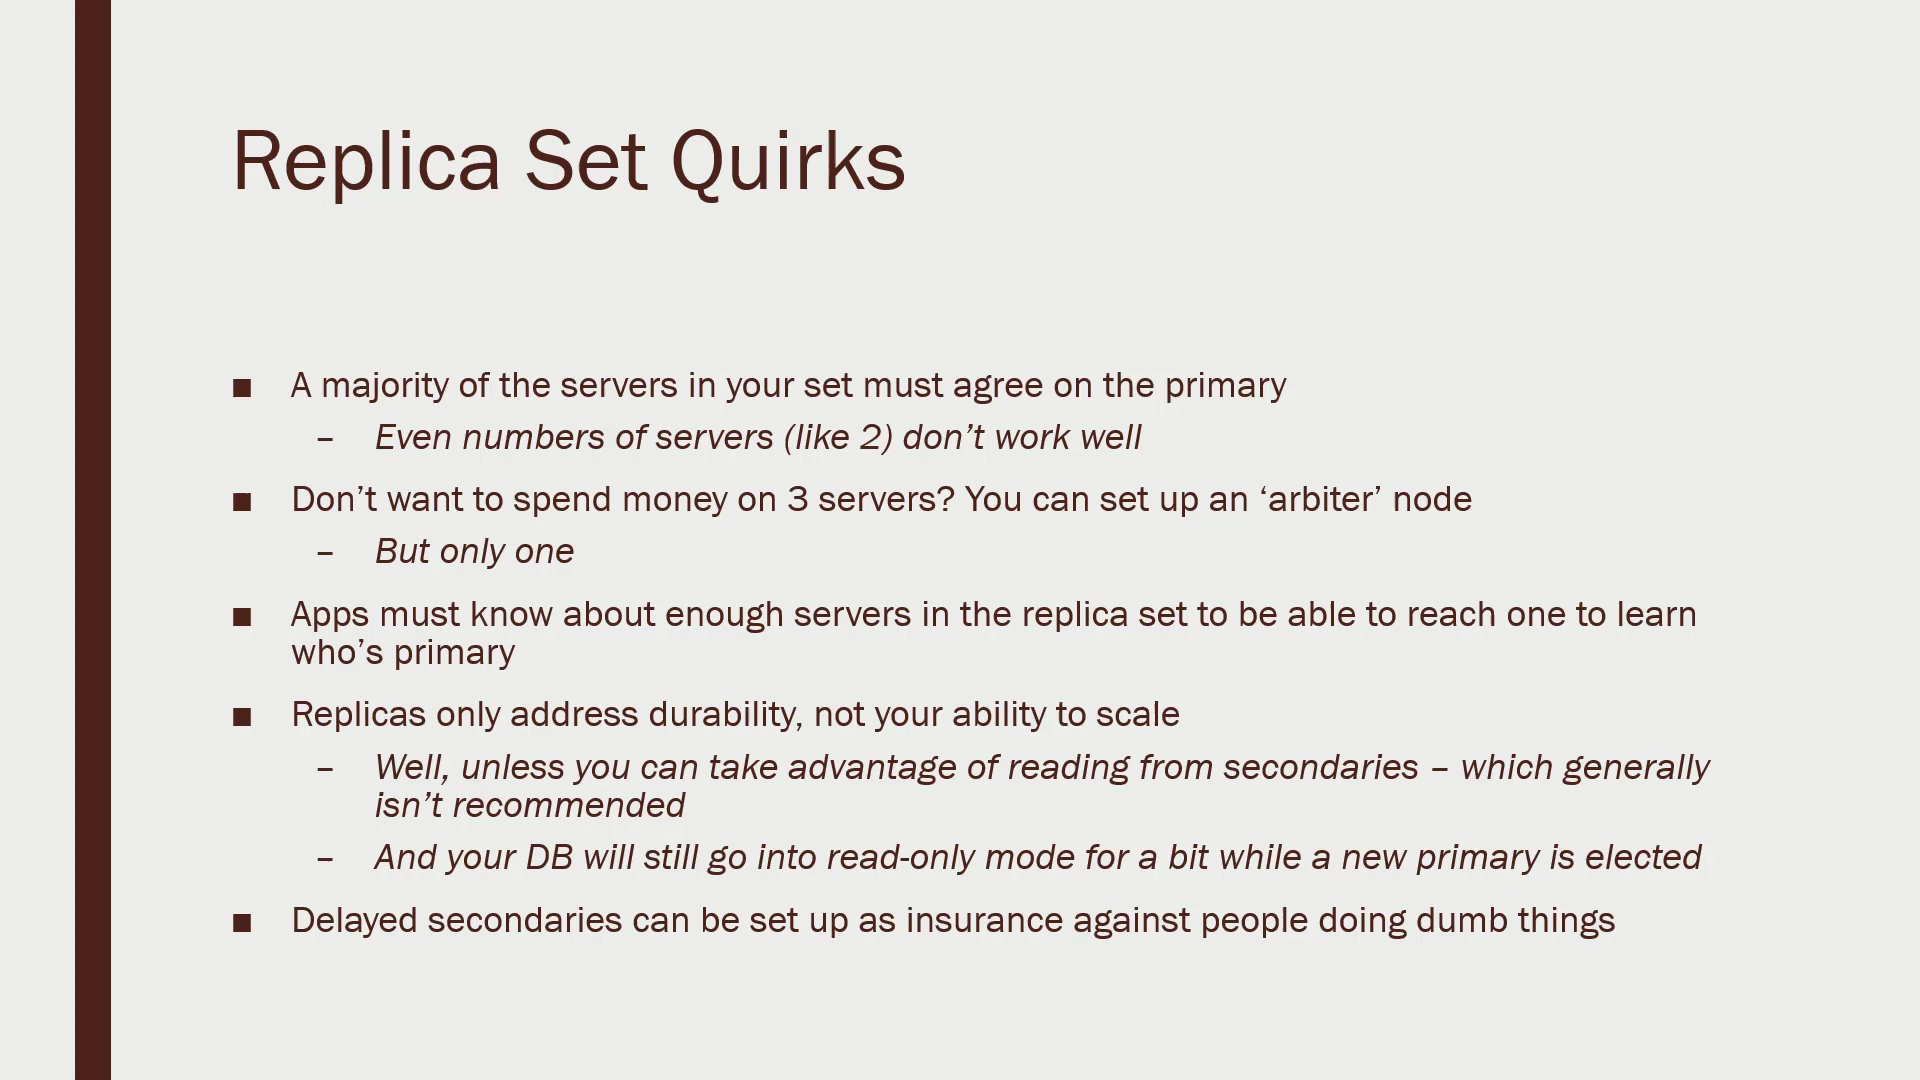 Replica Set Quirks
■ A majority of the servers in your set must agree on the primary
– Even numbers of servers (like 2) don’t work well
■ Don’t want to spend money on 3 servers? You can set up an ‘arbiter’ node
– But only one
■ Apps must know about enough servers in the replica set to be able to reach one to learn
who’s primary
■ Replicas only address durability, not your ability to scale
– Well, unless you can take advantage of reading from secondaries – which generally
isn’t recommended
– And your DB will still go into read-only mode for a bit while a new primary is elected
■ Delayed secondaries can be set up as insurance against people doing dumb things